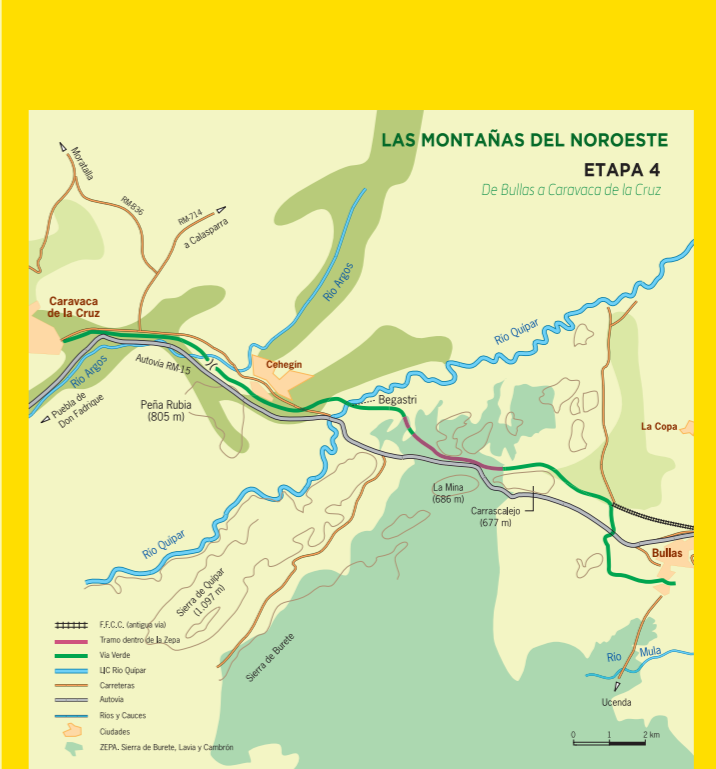 LAS MONTAÑAS DEL NOROESTE
ETAPA 4
De Bullas a Caravaca de la Cruz
Moratalla
RM-636
RM-714
a Calasparra
Río Argos
Caravaca
de la Cruz
Río Quípar
Autovía RM-15
Cehegín
Río Argos
Puebla de
Don Fadrique
Peña Rubia
(805 m)
Begastri
La Copa
La Mina
(686 m)
Carrascalejo
(677 m)
Río Quípar
Bullas
Sierra de Quípar
(1.097 m)
Sierra de Burete
Río Mula
Ucenda
F.F.C.C. (antigua vía)
Tramo dentro de la Zepa
Vía Verde
LIC Río Quípar
Carreteras
Autovía
Ríos y Cauces
Ciudades
ZEPA. Sierra de Burete, Lavia y Cambrón
0 1 2 km